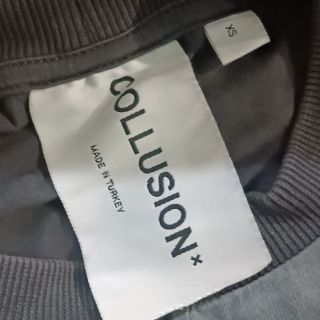 XS
COLLUSION x
MADE IN TURKEY